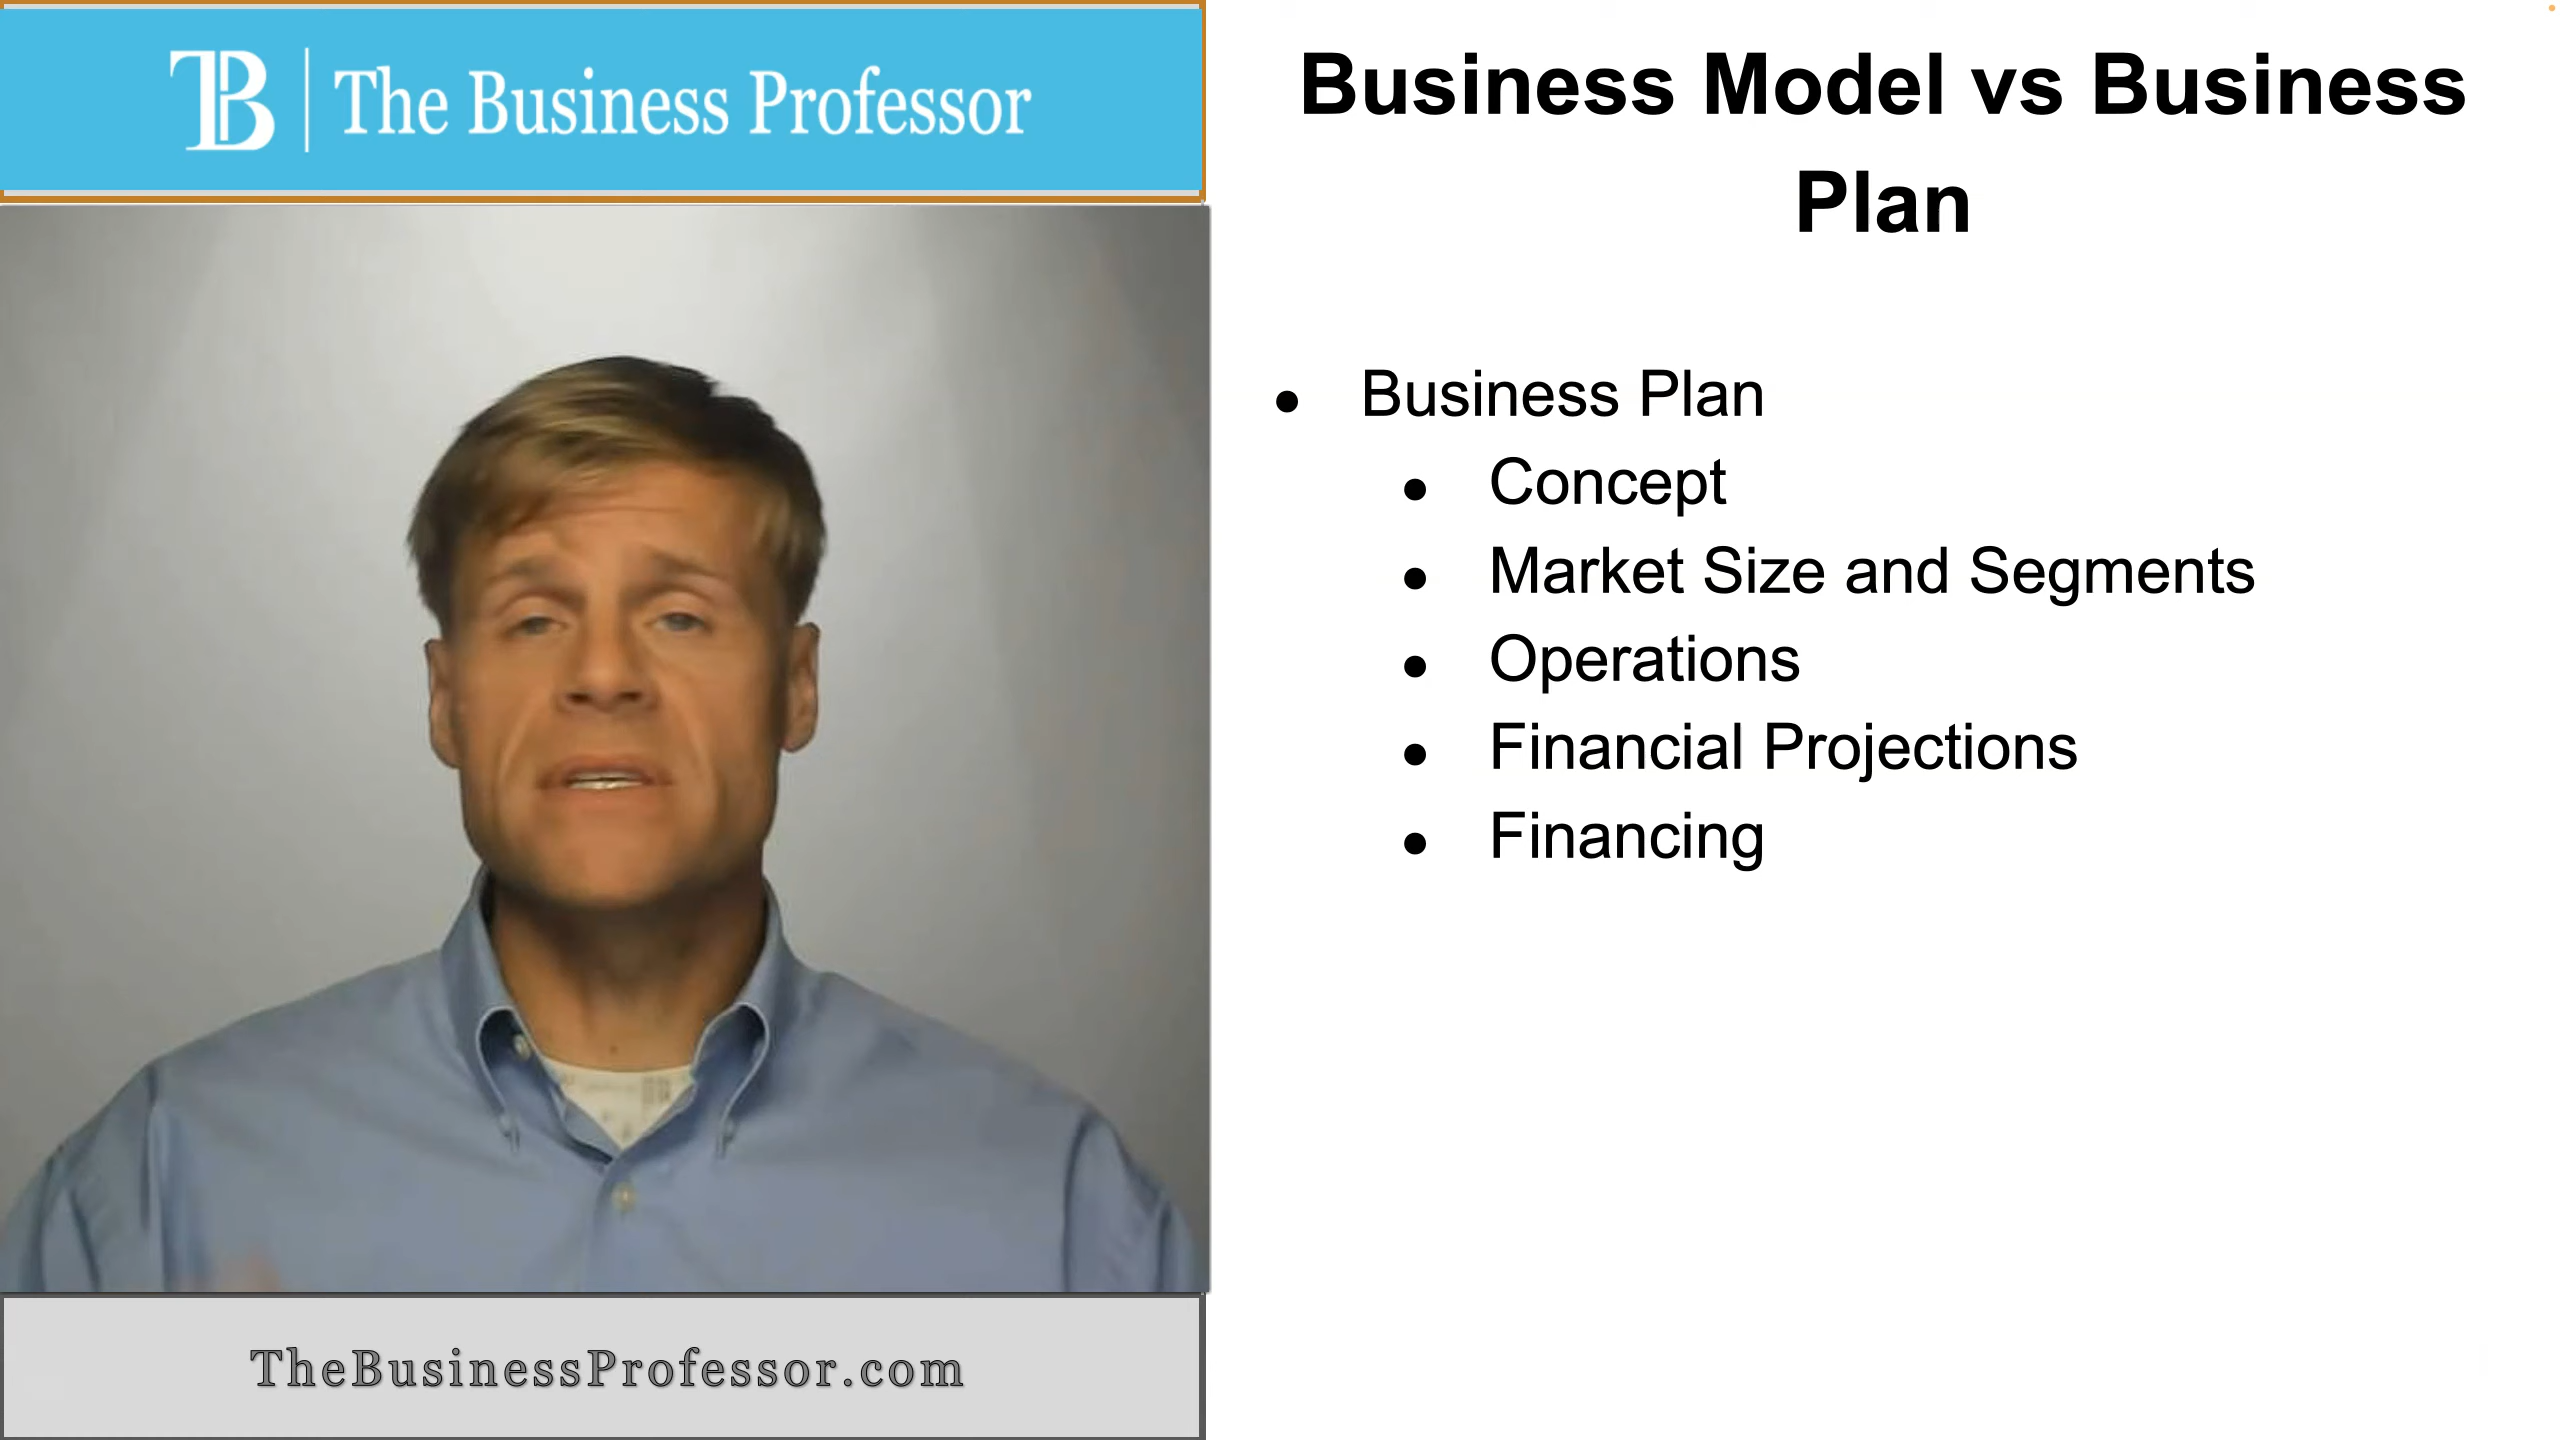 TB
The Business Professor
Business Model vs Business
Plan
● Business Plan
● Concept
● Market Size and Segments
● Operations
● Financial Projections
● Financing
TheBusinessProfessor.com